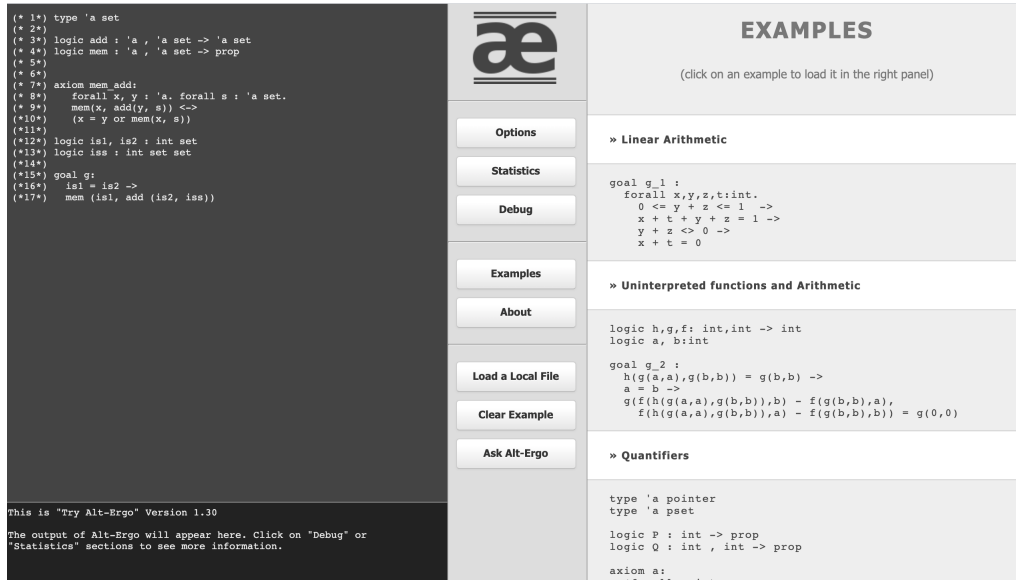 (* 1*) type 'a set
(* 2*)
(* 3*) logic add : 'a , 'a set -> 'a set
(* 4*) logic mem : 'a , 'a set -> prop
(* 5*)
(* 6*)
(* 7*) axiom mem_add:
(* 8*)    forall x, y : 'a. forall s : 'a set.
(* 9*)    mem(x, add(y, s)) <->
(*10*)    (x = y or mem(x, s))
(*11*)
(*12*) logic is1, is2 : int set
(*13*) logic iss : int set set
(*14*)
(*15*) goal g:
(*16*)   is1 = is2 ->
(*17*)   mem (is1, add (is2, iss))
This is "Try Alt-Ergo" Version 1.30
The output of Alt-Ergo will appear here. Click on "Debug" or
"Statistics" sections to see more information.
æ
Options
Statistics
Debug
Examples
About
Load a Local File
Clear Example
Ask Alt-Ergo
EXAMPLES
(click on an example to load it in the right panel)
» Linear Arithmetic
goal g_1 :
  forall x,y,z,t:int.
    0 <= y + z <= 1  ->
    x + t + y + z = 1 ->
    y + z <> 0 ->
    x + t = 0
» Uninterpreted functions and Arithmetic
logic h,g,f: int,int -> int
logic a, b:int
goal g_2 :
  h(g(a,a),g(b,b)) = g(b,b) ->
  a = b ->
  g(f(h(g(a,a),g(b,b)),b) - f(g(b,b),a),
    f(h(g(a,a),g(b,b)),a) - f(g(b,b),b)) = g(0,0)
» Quantifiers
type 'a pointer
type 'a pset
logic P : int -> prop
logic Q : int , int -> prop
axiom a: